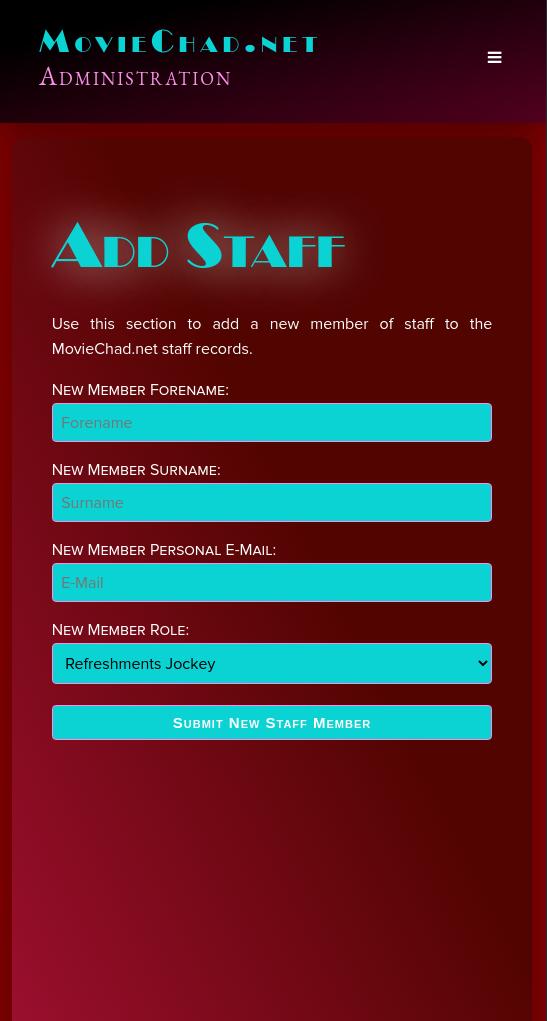 MovieChad.net
Administration
Add Staff
Use this section to add a new member of staff to the
MovieChad.net staff records.
New Member Forename:
Forename
New Member Surname:
Surname
New Member Personal E-Mail:
E-Mail
New Member Role:
Refreshments Jockey
Submit New Staff Member